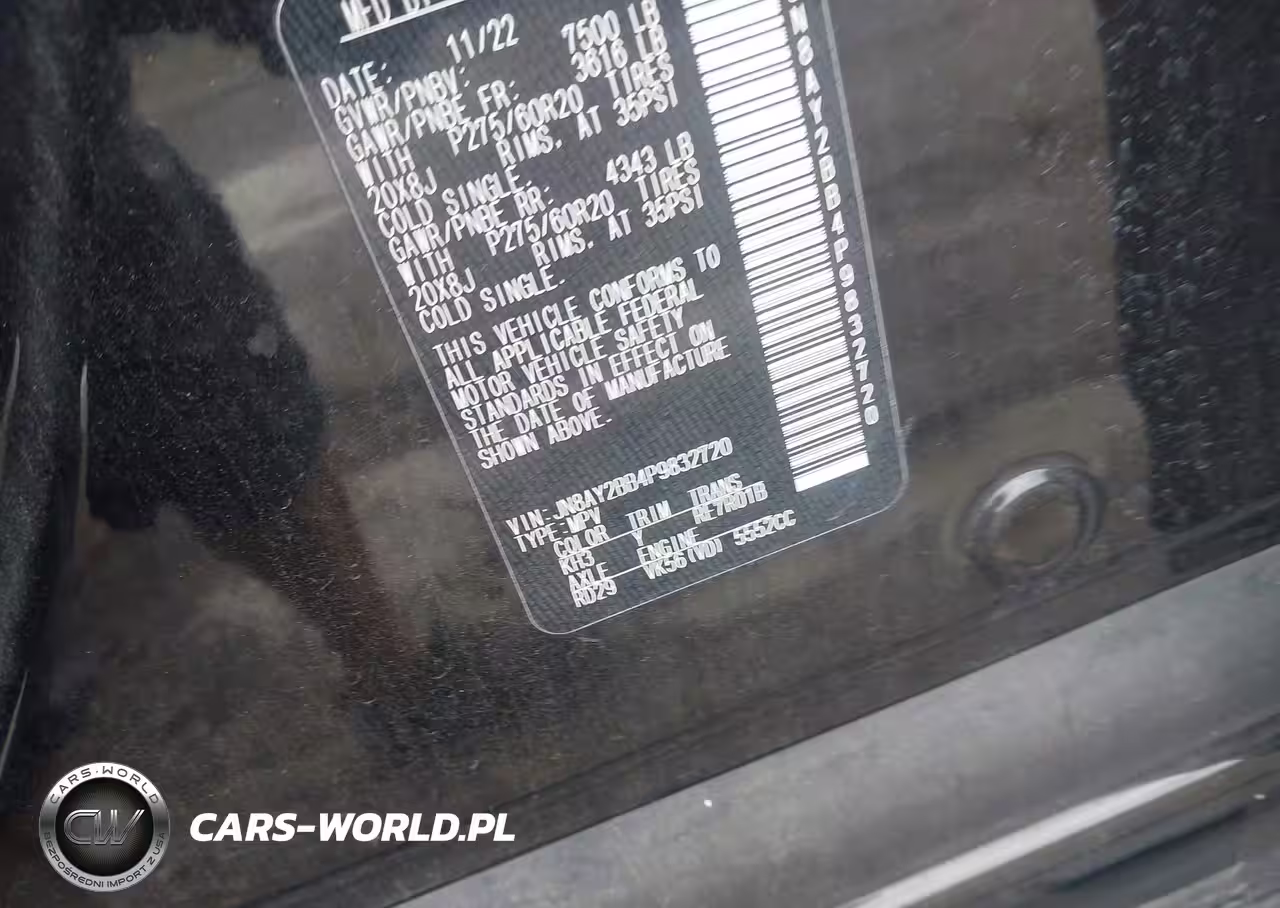 MFD BY
DATE: 11/22
GVWR/PNBV: 7500 LB
GAWR/PNBE FR: 3616 LB
WITH P275/60R20 TIRES
20X8J RIMS, AT 35PSI
COLD SINGLE.
GAWR/PNBE RR: 4343 LB
WITH P275/60R20 TIRES
20X8J RIMS, AT 35PSI
COLD SINGLE.
THIS VEHICLE CONFORMS TO
ALL APPLICABLE FEDERAL
MOTOR VEHICLE SAFETY
STANDARDS IN EFFECT ON
THE DATE OF MANUFACTURE
SHOWN ABOVE.
VIN:JN8AY2BB4P9832720
TYPE:MPV
COLOR TRIM TRANS
KH3 Y RE7R01B
AXLE ENGINE
RD29 VK56(VD) 5552CC
N8AY2BB4P9832720
CARS-WORLD
CW
BEZPOŚREDNI IMPORT Z USA
CARS-WORLD.PL